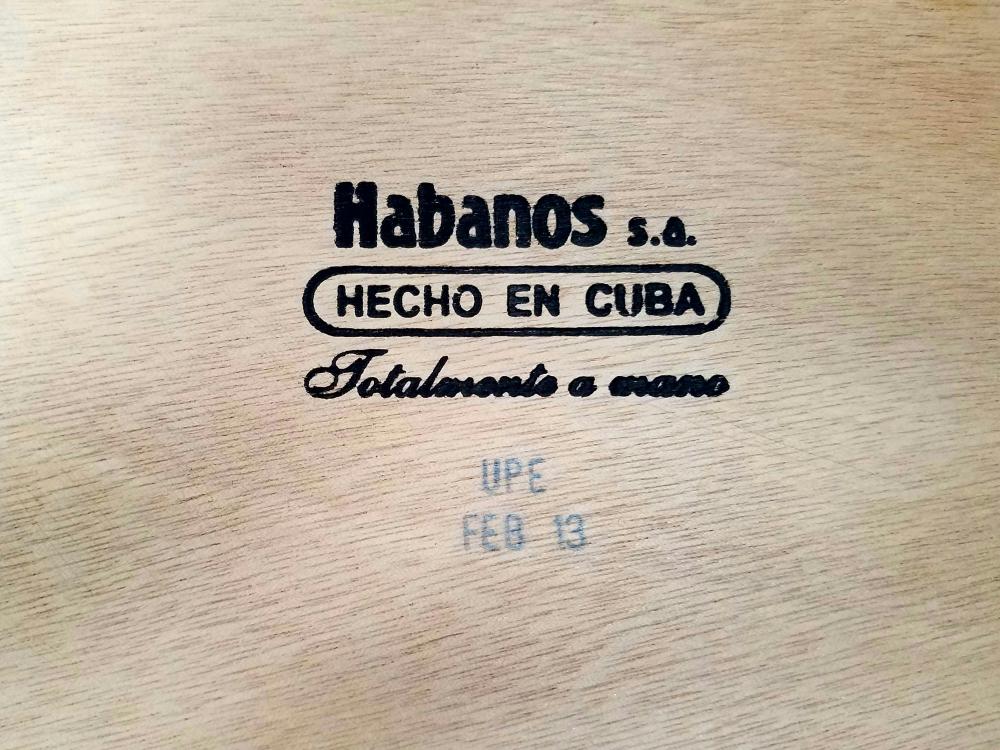 Habanos s.a.
HECHO EN CUBA
Totalmente a mano
UPE
FEB 13